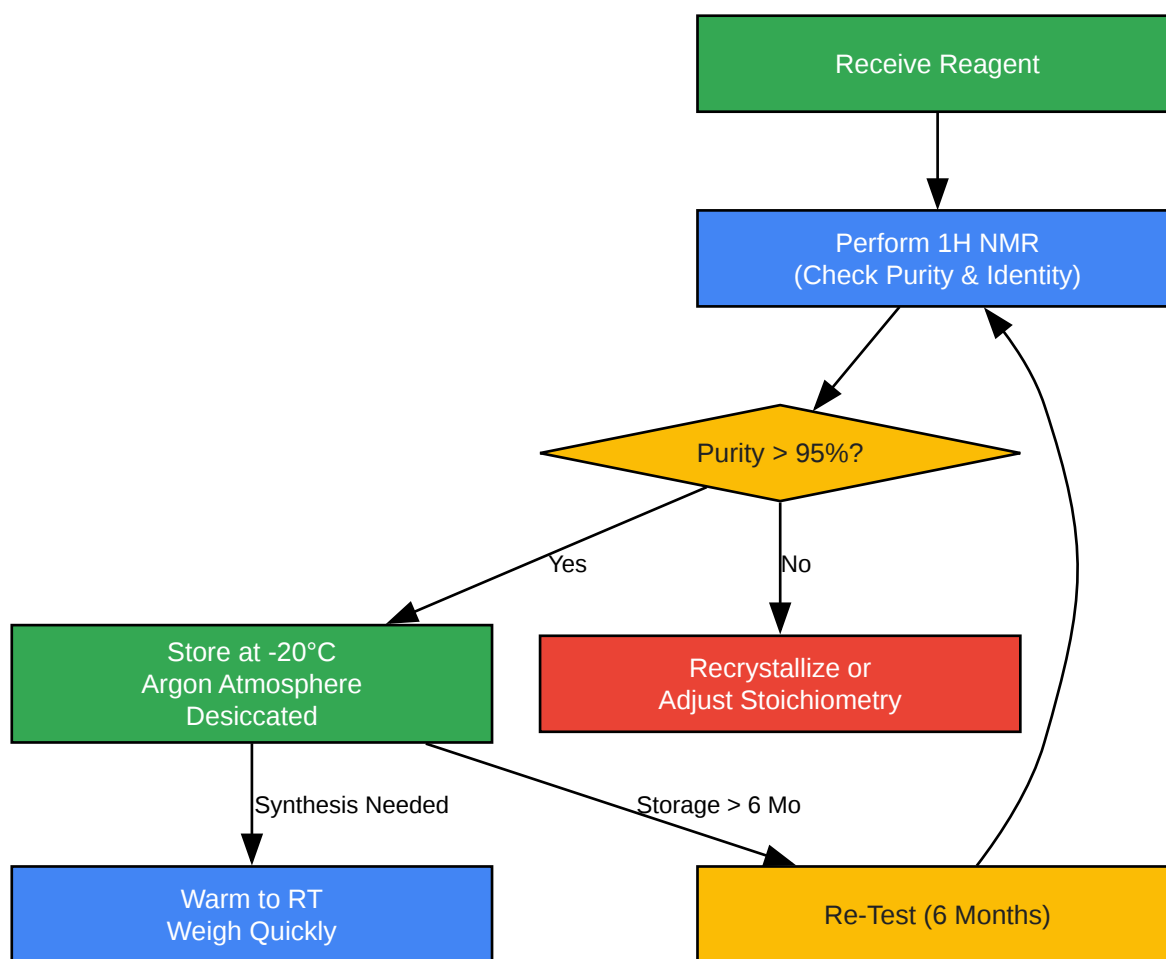 Receive Reagent
Perform 1H NMR
(Check Purity & Identity)
Purity > 95%?
Yes
No
Store at -20°C
Argon Atmosphere
Desiccated
Recrystallize or
Adjust Stoichiometry
Synthesis Needed
Storage > 6 Mo
Warm to RT
Weigh Quickly
Re-Test (6 Months)